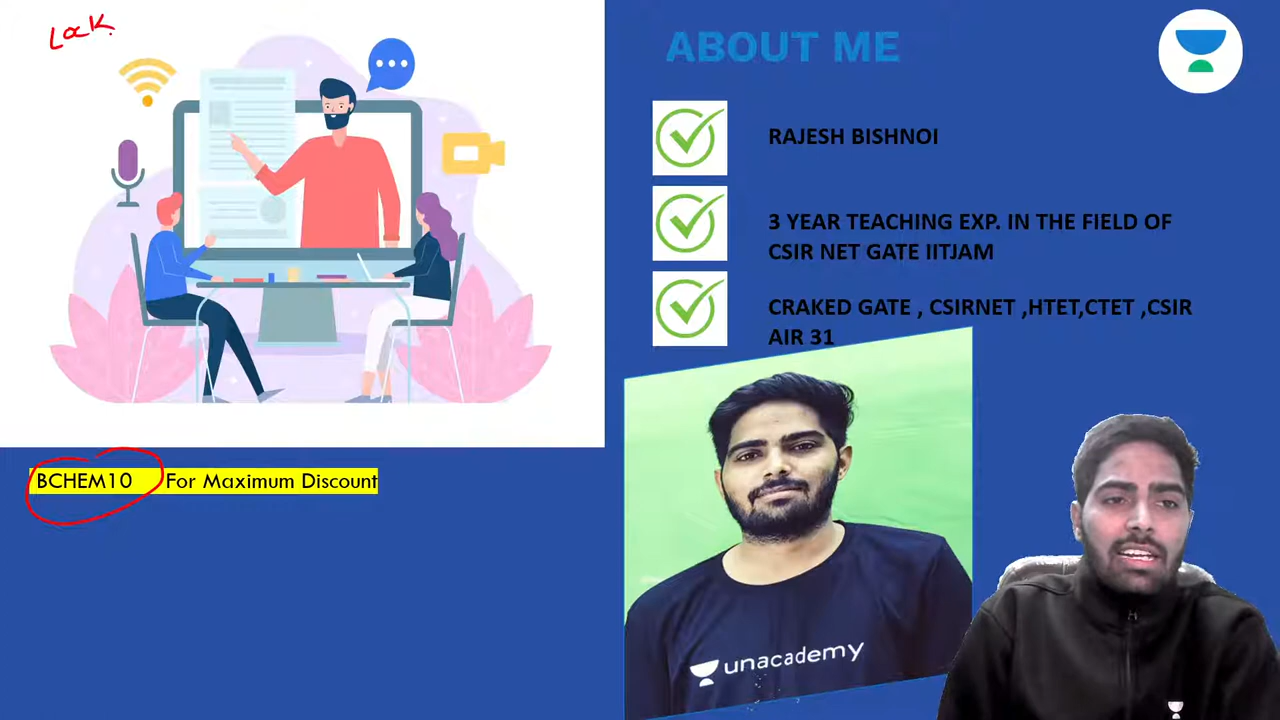 Lock.
ABOUT ME
RAJESH BISHNOI
3 YEAR TEACHING EXP. IN THE FIELD OF
CSIR NET GATE IITJAM
CRAKED GATE , CSIRNET ,HTET,CTET ,CSIR
AIR 31
BCHEM10 For Maximum Discount
unacademy